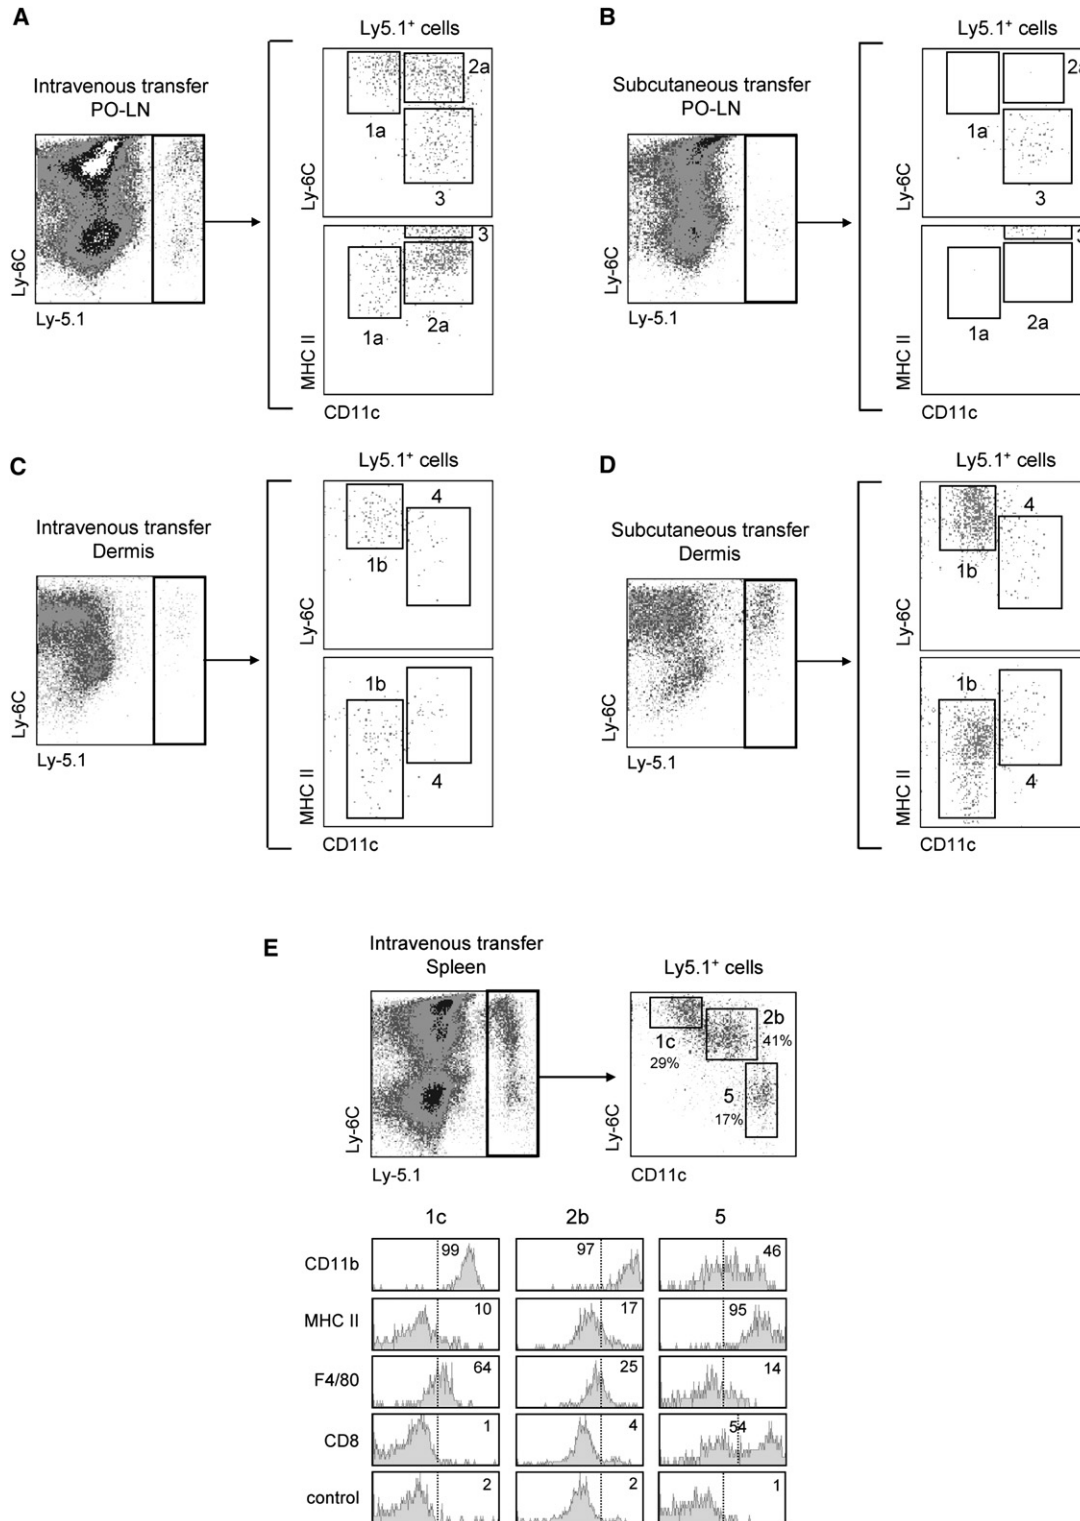 A
Intravenous transfer
PO-LN
Ly-6C
Ly-5.1
Ly5.1+ cells
Ly-6C
1a
2a
3
MHC II
3
1a
2a
CD11c
B
Subcutaneous transfer
PO-LN
Ly-6C
Ly-5.1
Ly5.1+ cells
Ly-6C
1a
3
MHC II
1a
2a
CD11c
C
Intravenous transfer
Dermis
Ly-6C
Ly-5.1
Ly5.1+ cells
Ly-6C
4
1b
MHC II
1b
4
CD11c
D
Subcutaneous transfer
Dermis
Ly-6C
Ly-5.1
Ly5.1+ cells
Ly-6C
4
1b
MHC II
1b
4
CD11c
E
Intravenous transfer
Spleen
Ly-6C
Ly-5.1
Ly5.1+ cells
Ly-6C
1c
29%
2b
41%
5
17%
CD11c
1c 2b 5
CD11b 99 97 46
MHC II 10 17 95
F4/80 64 25 14
CD8 1 4 54
control 2 2 1